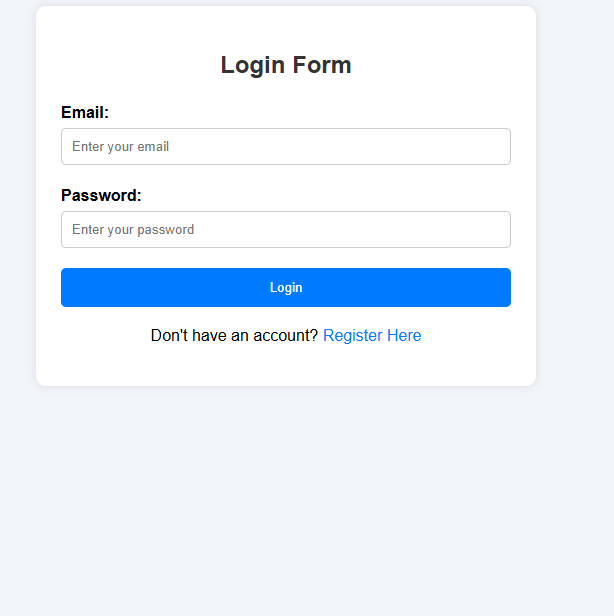 Login Form
Email:
Enter your email
Password:
Enter your password
Login
Don't have an account? Register Here